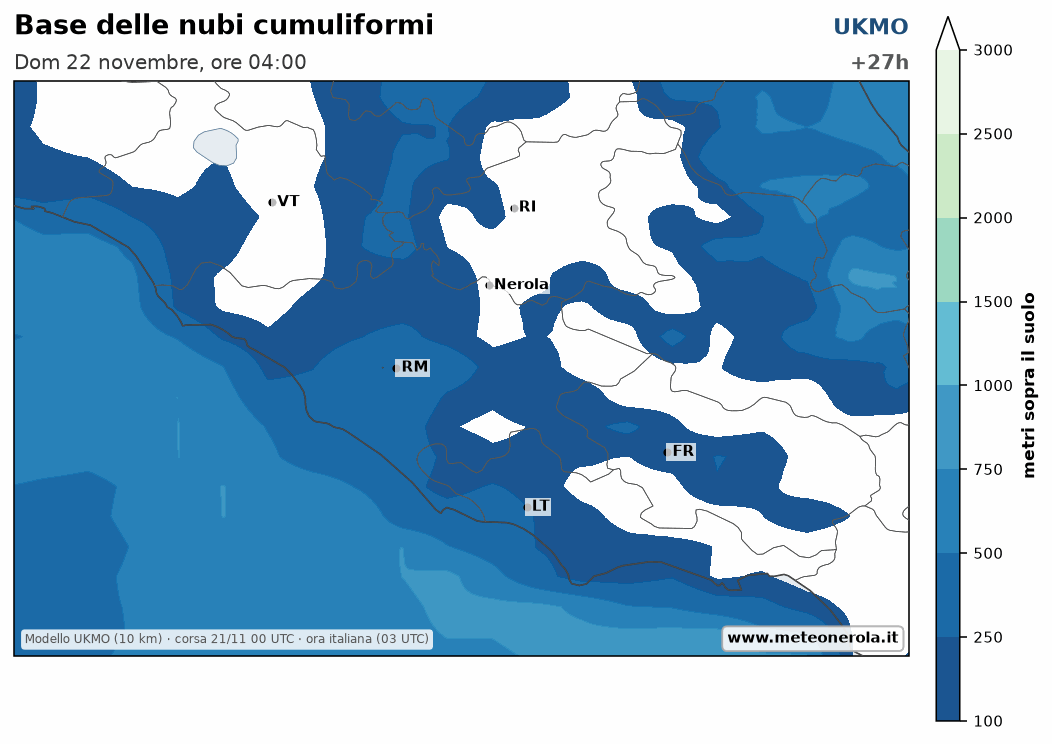 Base delle nubi cumuliformi
UKMO
Dom 22 novembre, ore 04:00
+27h
3000
2500
2000
1500
1000
750
500
250
100
metri sopra il suolo
VT
RI
Nerola
RM
FR
LT
Modello UKMO (10 km) · corsa 21/11 00 UTC · ora italiana (03 UTC)
www.meteonerola.it